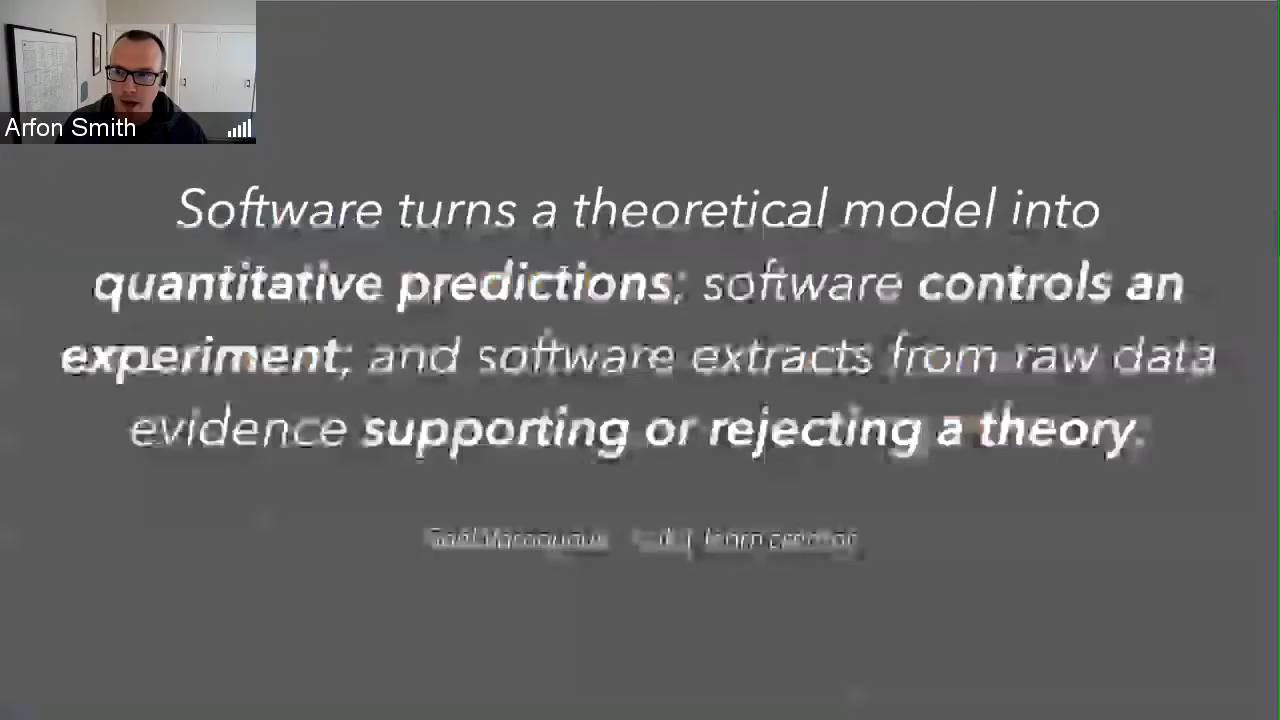 Arfon Smith
Software turns a theoretical model into
quantitative predictions; software controls an
experiment; and software extracts from raw data
evidence supporting or rejecting a theory.